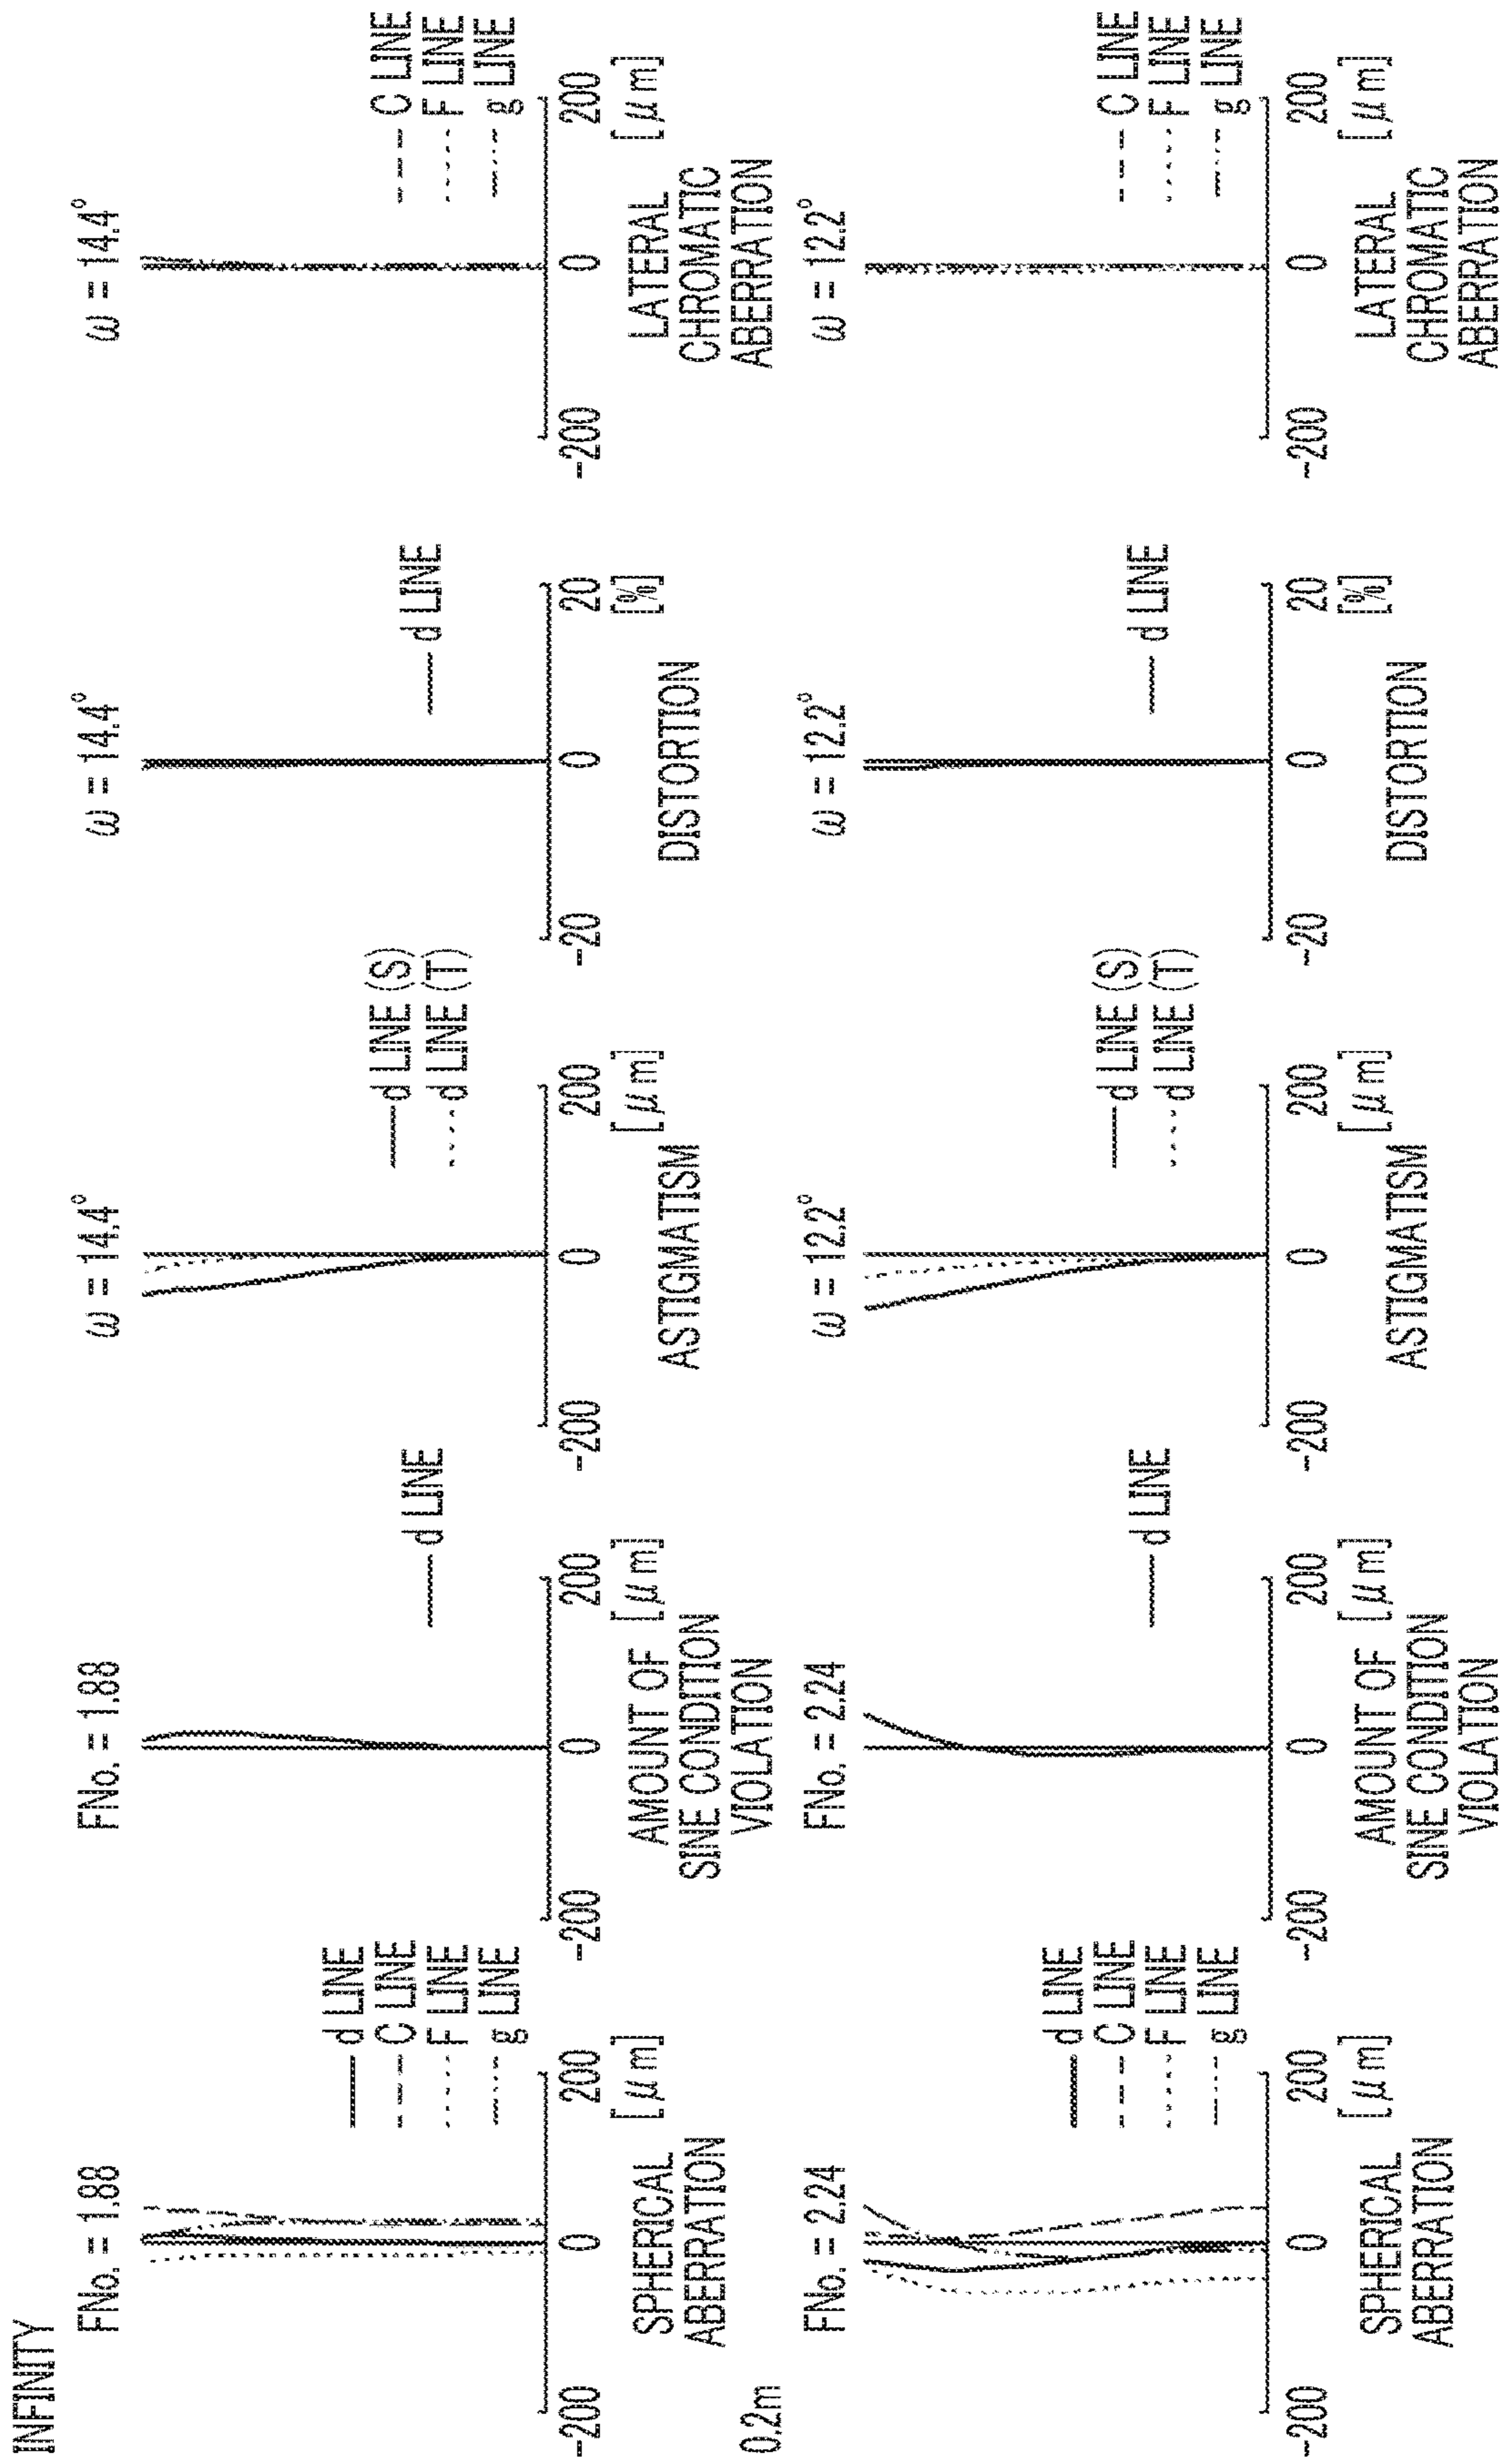 INFINITY
FNo. = 1.88
d LINE
C LINE
F LINE
g LINE
-200 0 200
[μm]
SPHERICAL
ABERRATION
FNo. = 1.88
d LINE
-200 0 200
AMOUNT OF [μm]
SINE CONDITION
VIOLATION
ω = 14.4°
d LINE (S)
d LINE (T)
-200 0 200
[μm]
ASTIGMATISM
ω = 14.4°
d LINE
-20 0 20
[%]
DISTORTION
ω = 14.4°
C LINE
F LINE
g LINE
-200 0 200
LATERAL [μm]
CHROMATIC
ABERRATION
0.2m
FNo. = 2.24
d LINE
C LINE
F LINE
g LINE
-200 0 200
[μm]
SPHERICAL
ABERRATION
FNo. = 2.24
d LINE
-200 0 200
AMOUNT OF [μm]
SINE CONDITION
VIOLATION
ω = 12.2°
d LINE (S)
d LINE (T)
-200 0 200
[μm]
ASTIGMATISM
ω = 12.2°
d LINE
-20 0 20
[%]
DISTORTION
ω = 12.2°
C LINE
F LINE
g LINE
-200 0 200
LATERAL [μm]
CHROMATIC
ABERRATION